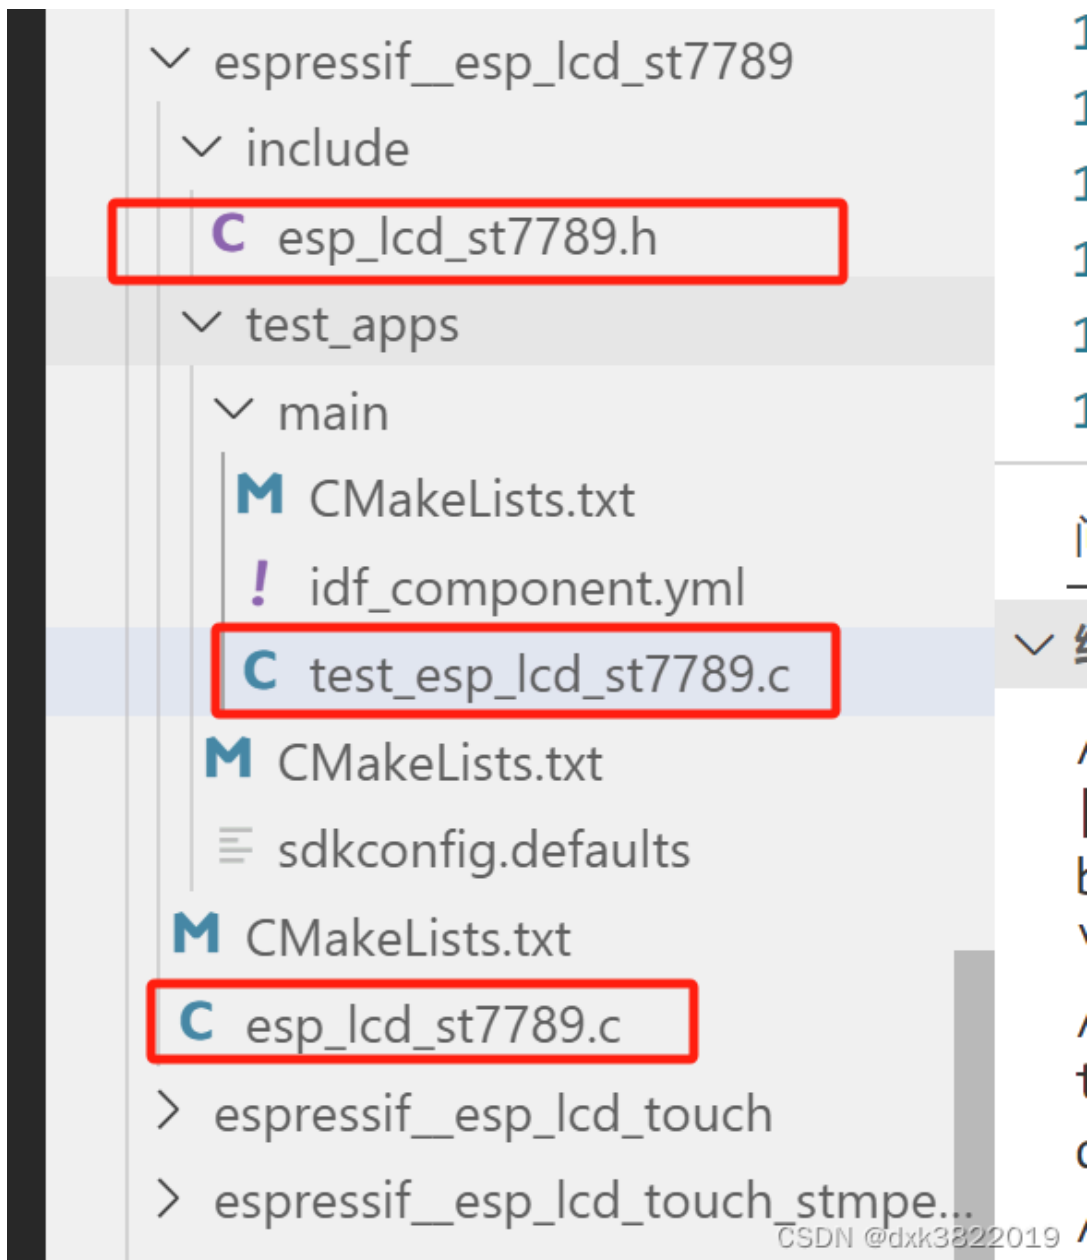 espressif__esp_lcd_st7789
include
C esp_lcd_st7789.h
test_apps
main
M CMakeLists.txt
! idf_component.yml
C test_esp_lcd_st7789.c
M CMakeLists.txt
sdkconfig.defaults
M CMakeLists.txt
C esp_lcd_st7789.c
espressif__esp_lcd_touch
espressif__esp_lcd_touch_stmpe...
CSDN @dxk3822019